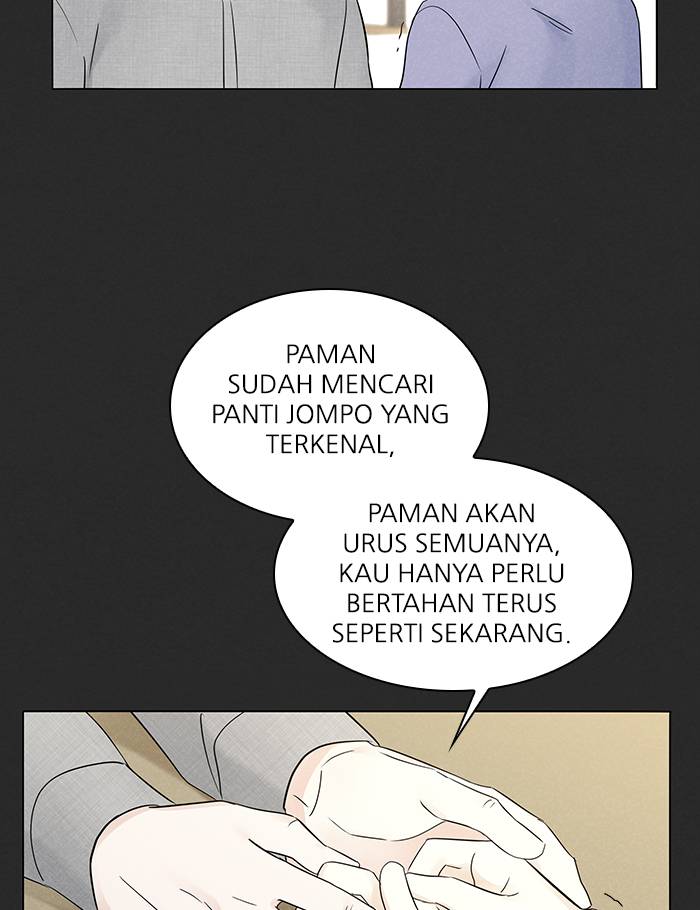 PAMAN
SUDAH MENCARI
PANTI JOMPO YANG
TERKENAL,
PAMAN AKAN
URUS SEMUANYA,
KAU HANYA PERLU
BERTAHAN TERUS
SEPERTI SEKARANG.